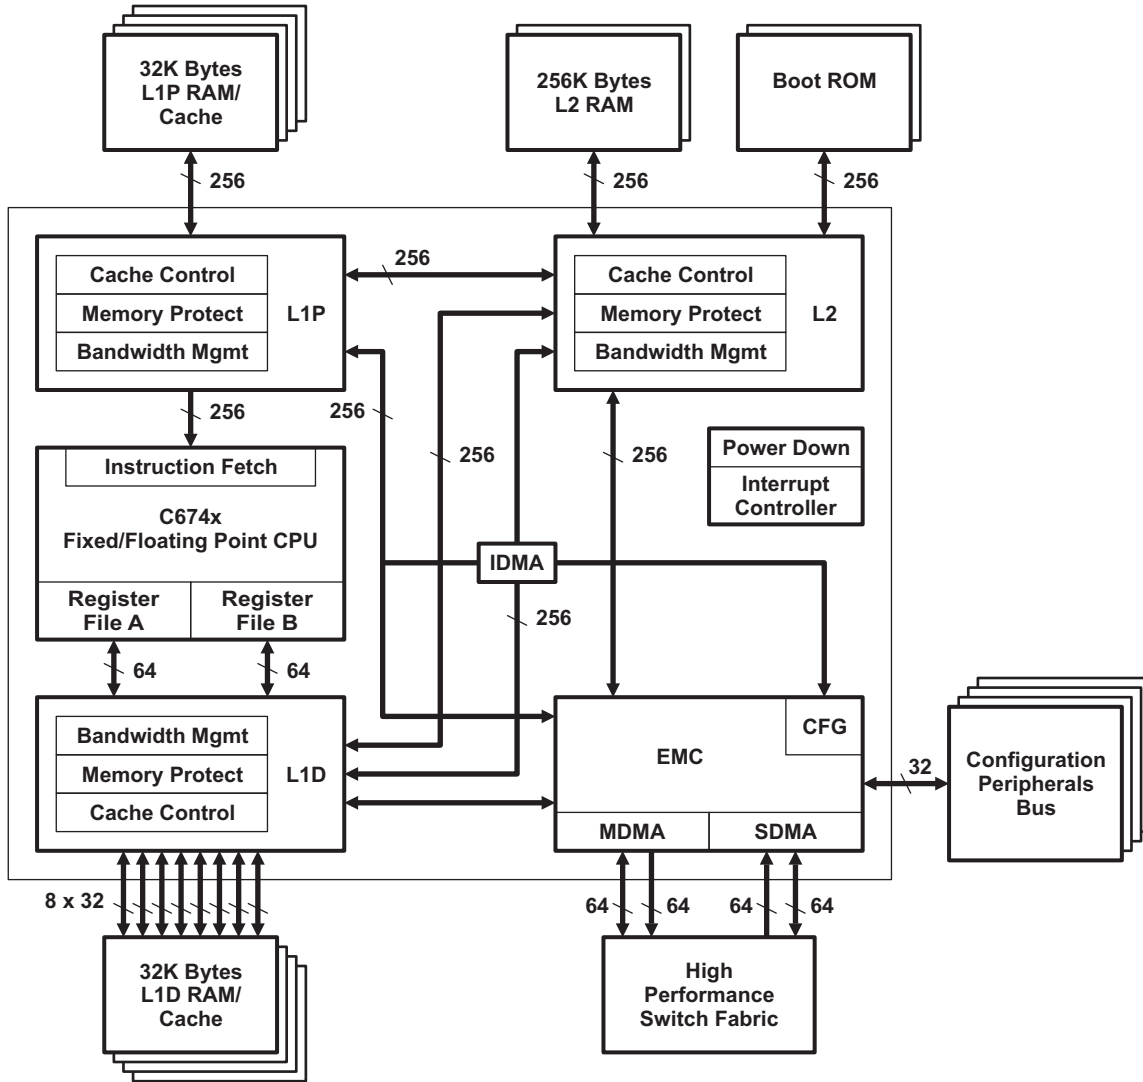 32K Bytes
L1P RAM/
Cache
256K Bytes
L2 RAM
Boot ROM
256
256
256
Cache Control
Memory Protect
Bandwidth Mgmt
L1P
256
Cache Control
Memory Protect
Bandwidth Mgmt
L2
256
256
256
256
Power Down
Interrupt
Controller
Instruction Fetch
C674x
Fixed/Floating Point CPU
Register
File A
Register
File B
IDMA
256
64
64
Bandwidth Mgmt
Memory Protect
Cache Control
L1D
EMC
CFG
MDMA
SDMA
32
Configuration
Peripherals
Bus
8 x 32
64
64
64
64
32K Bytes
L1D RAM/
Cache
High
Performance
Switch Fabric